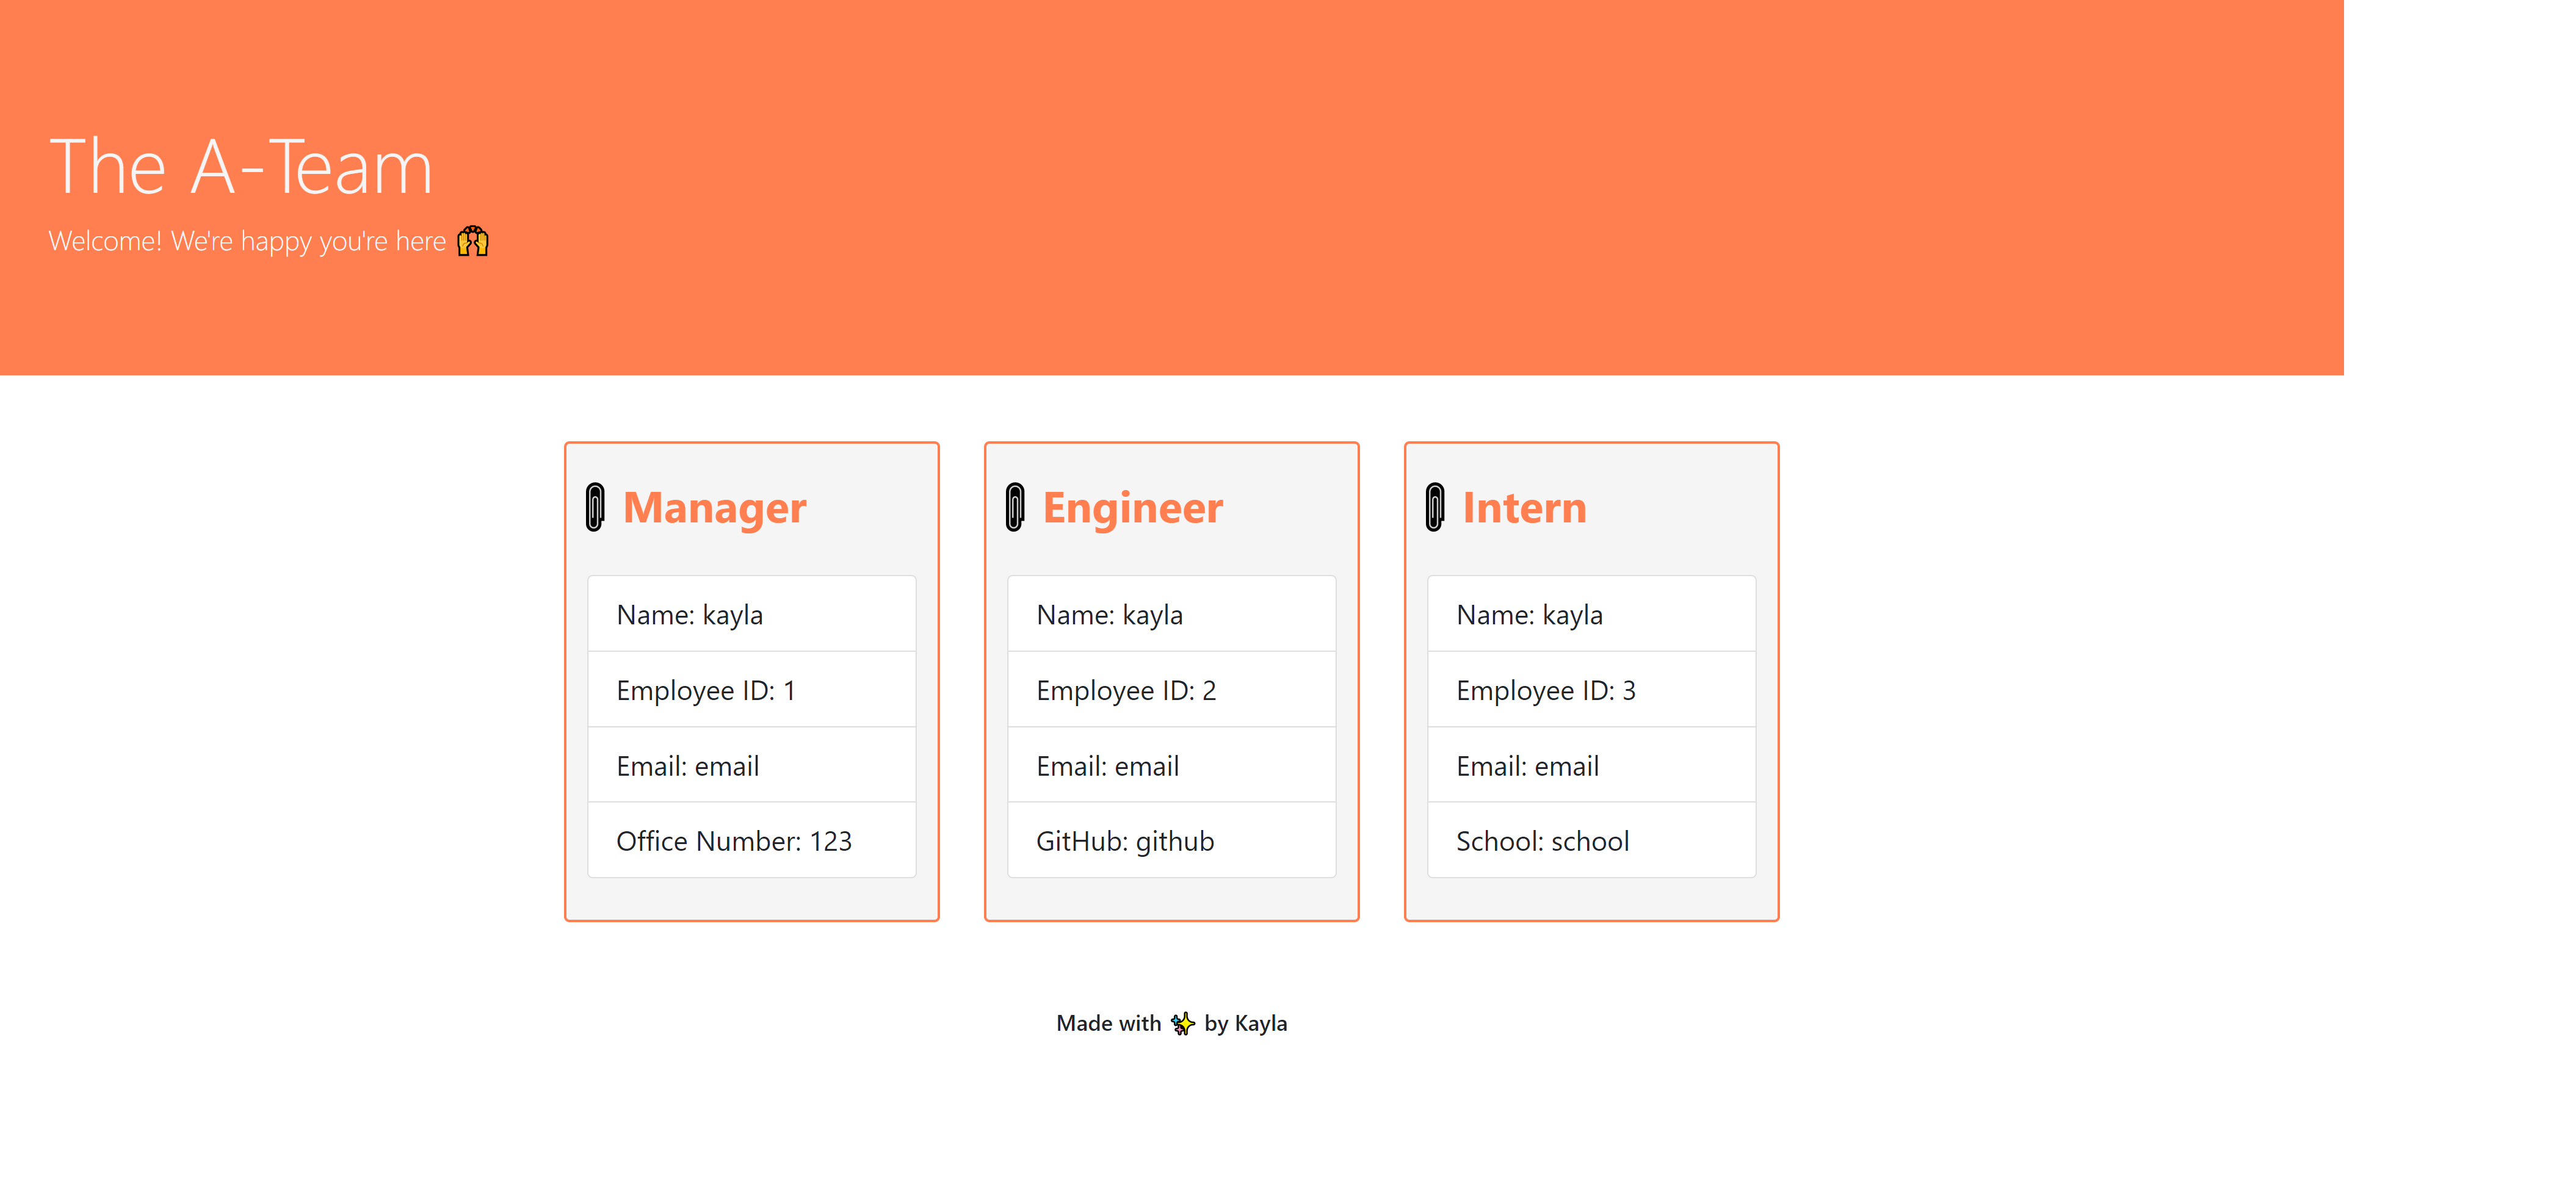 The A-Team
Welcome! We're happy you're here 🙌
Manager
Name: kayla
Employee ID: 1
Email: email
Office Number: 123
Engineer
Name: kayla
Employee ID: 2
Email: email
GitHub: github
Intern
Name: kayla
Employee ID: 3
Email: email
School: school
Made with ✨ by Kayla